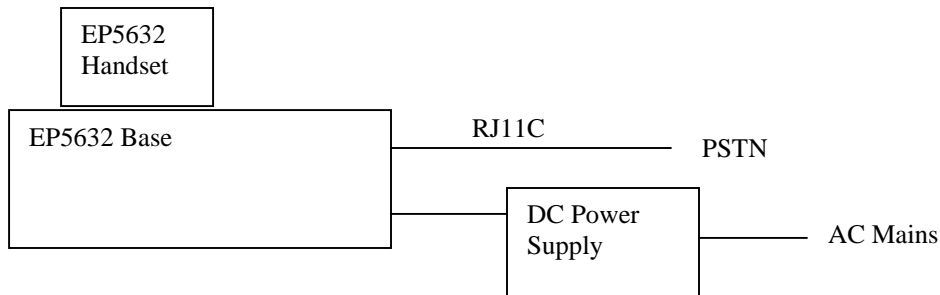 EP5632
Handset
EP5632 Base
RJ11C
PSTN
DC Power
Supply
AC Mains